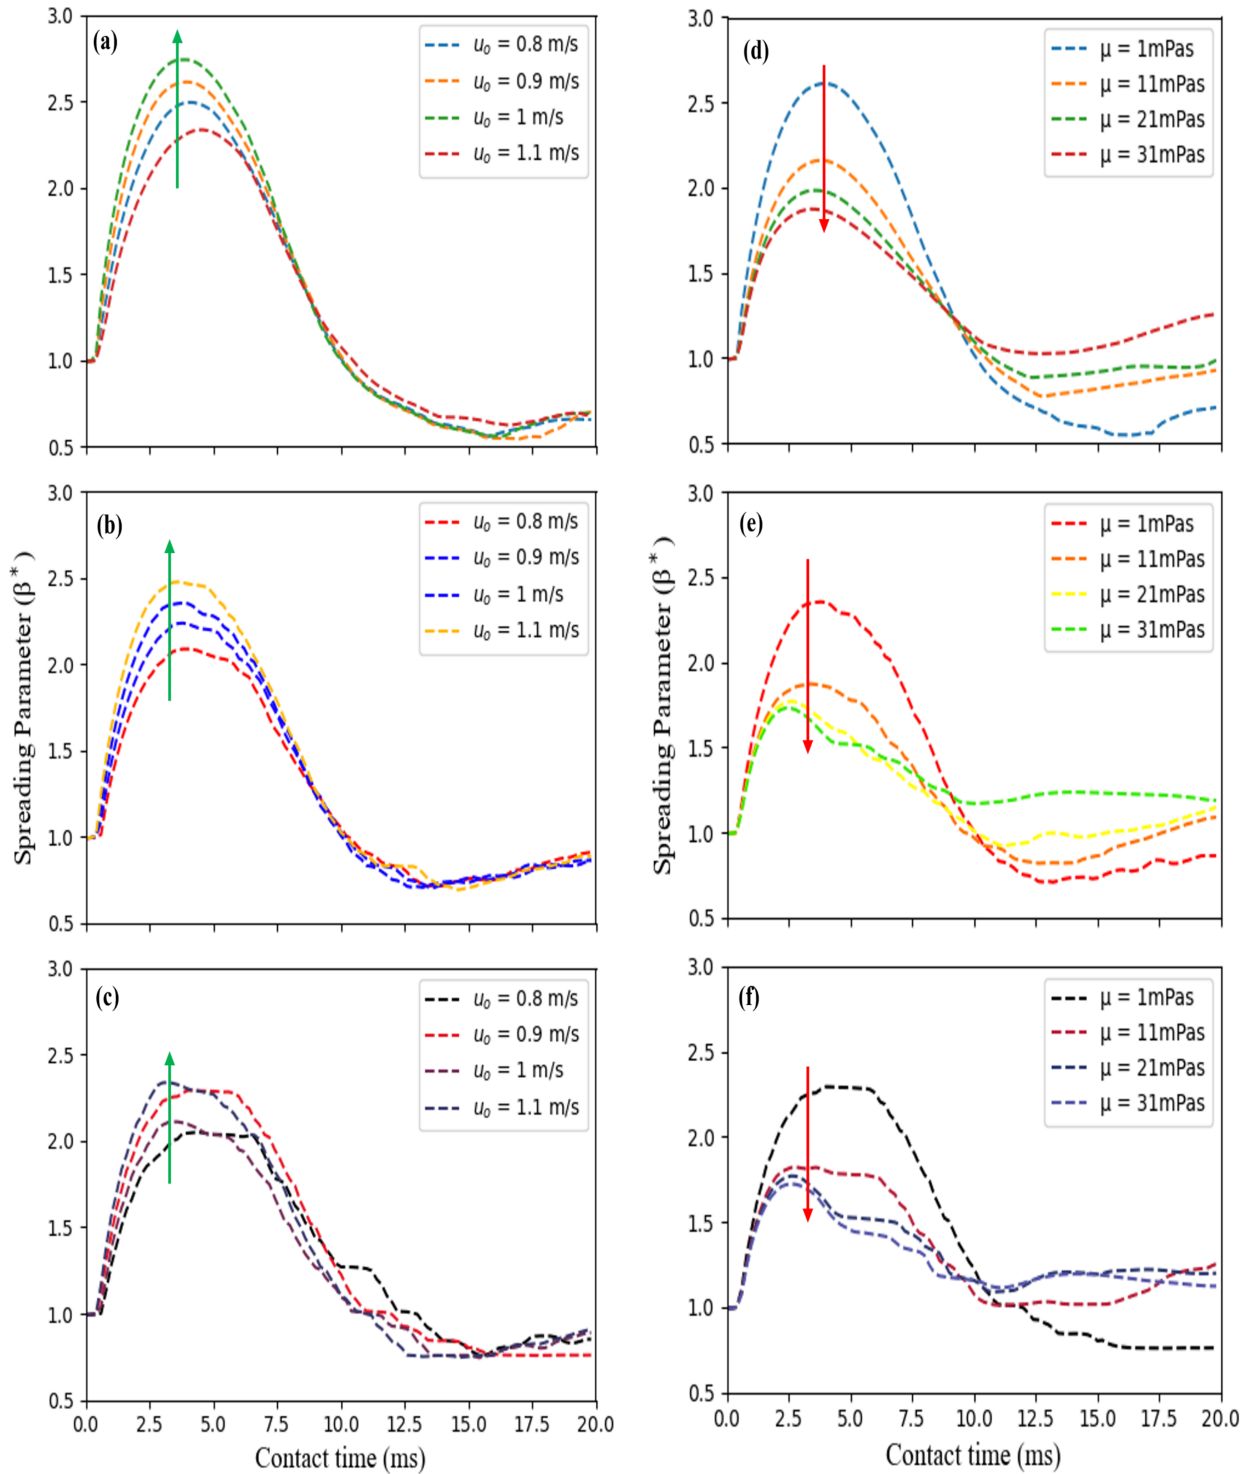 (a)
u₀ = 0.8 m/s
u₀ = 0.9 m/s
u₀ = 1 m/s
u₀ = 1.1 m/s
3.0
2.5
2.0
1.5
1.0
0.5
(d)
μ = 1mPas
μ = 11mPas
μ = 21mPas
μ = 31mPas
3.0
2.5
2.0
1.5
1.0
0.5
Spreading Parameter (β*)
(b)
u₀ = 0.8 m/s
u₀ = 0.9 m/s
u₀ = 1 m/s
u₀ = 1.1 m/s
3.0
2.5
2.0
1.5
1.0
0.5
Spreading Parameter (β*)
(e)
μ = 1mPas
μ = 11mPas
μ = 21mPas
μ = 31mPas
3.0
2.5
2.0
1.5
1.0
0.5
(c)
u₀ = 0.8 m/s
u₀ = 0.9 m/s
u₀ = 1 m/s
u₀ = 1.1 m/s
3.0
2.5
2.0
1.5
1.0
0.5
0.0 2.5 5.0 7.5 10.0 12.5 15.0 17.5 20.0
Contact time (ms)
(f)
μ = 1mPas
μ = 11mPas
μ = 21mPas
μ = 31mPas
3.0
2.5
2.0
1.5
1.0
0.5
0.0 2.5 5.0 7.5 10.0 12.5 15.0 17.5 20.0
Contact time (ms)